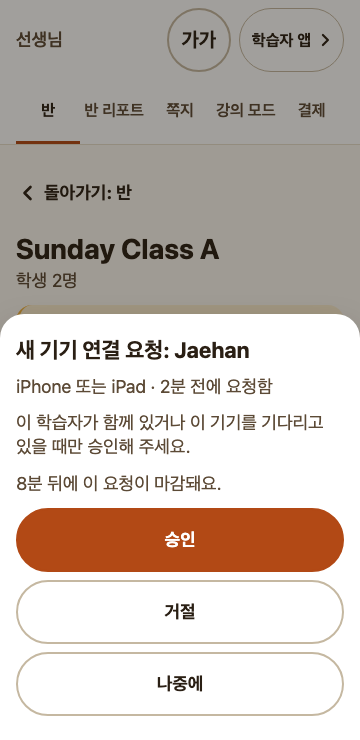 선생님
가가
학습자 앱
반
반 리포트
쪽지
강의 모드
결제
돌아가기: 반
Sunday Class A
학생 2명
새 기기 연결 요청: Jaehan
iPhone 또는 iPad · 2분 전에 요청함
이 학습자가 함께 있거나 이 기기를 기다리고
있을 때만 승인해 주세요.
8분 뒤에 이 요청이 마감돼요.
승인
거절
나중에